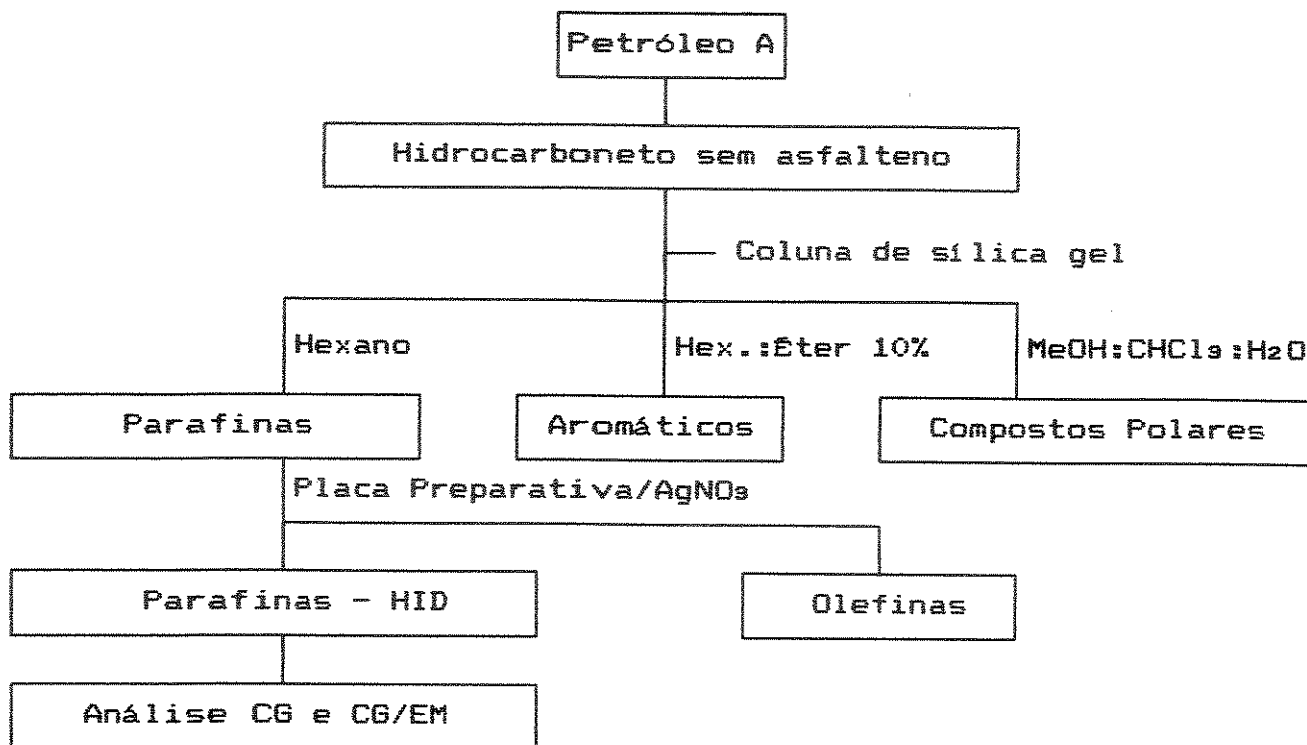 Petróleo A
Hidrocarboneto sem asfalteno
Coluna de sílica gel
Hexano
Hex.:Éter 10%
MeOH:CHCl₃:H₂O
Parafinas
Aromáticos
Compostos Polares
Placa Preparativa/AgNO₃
Parafinas - HID
Olefinas
Análise CG e CG/EM